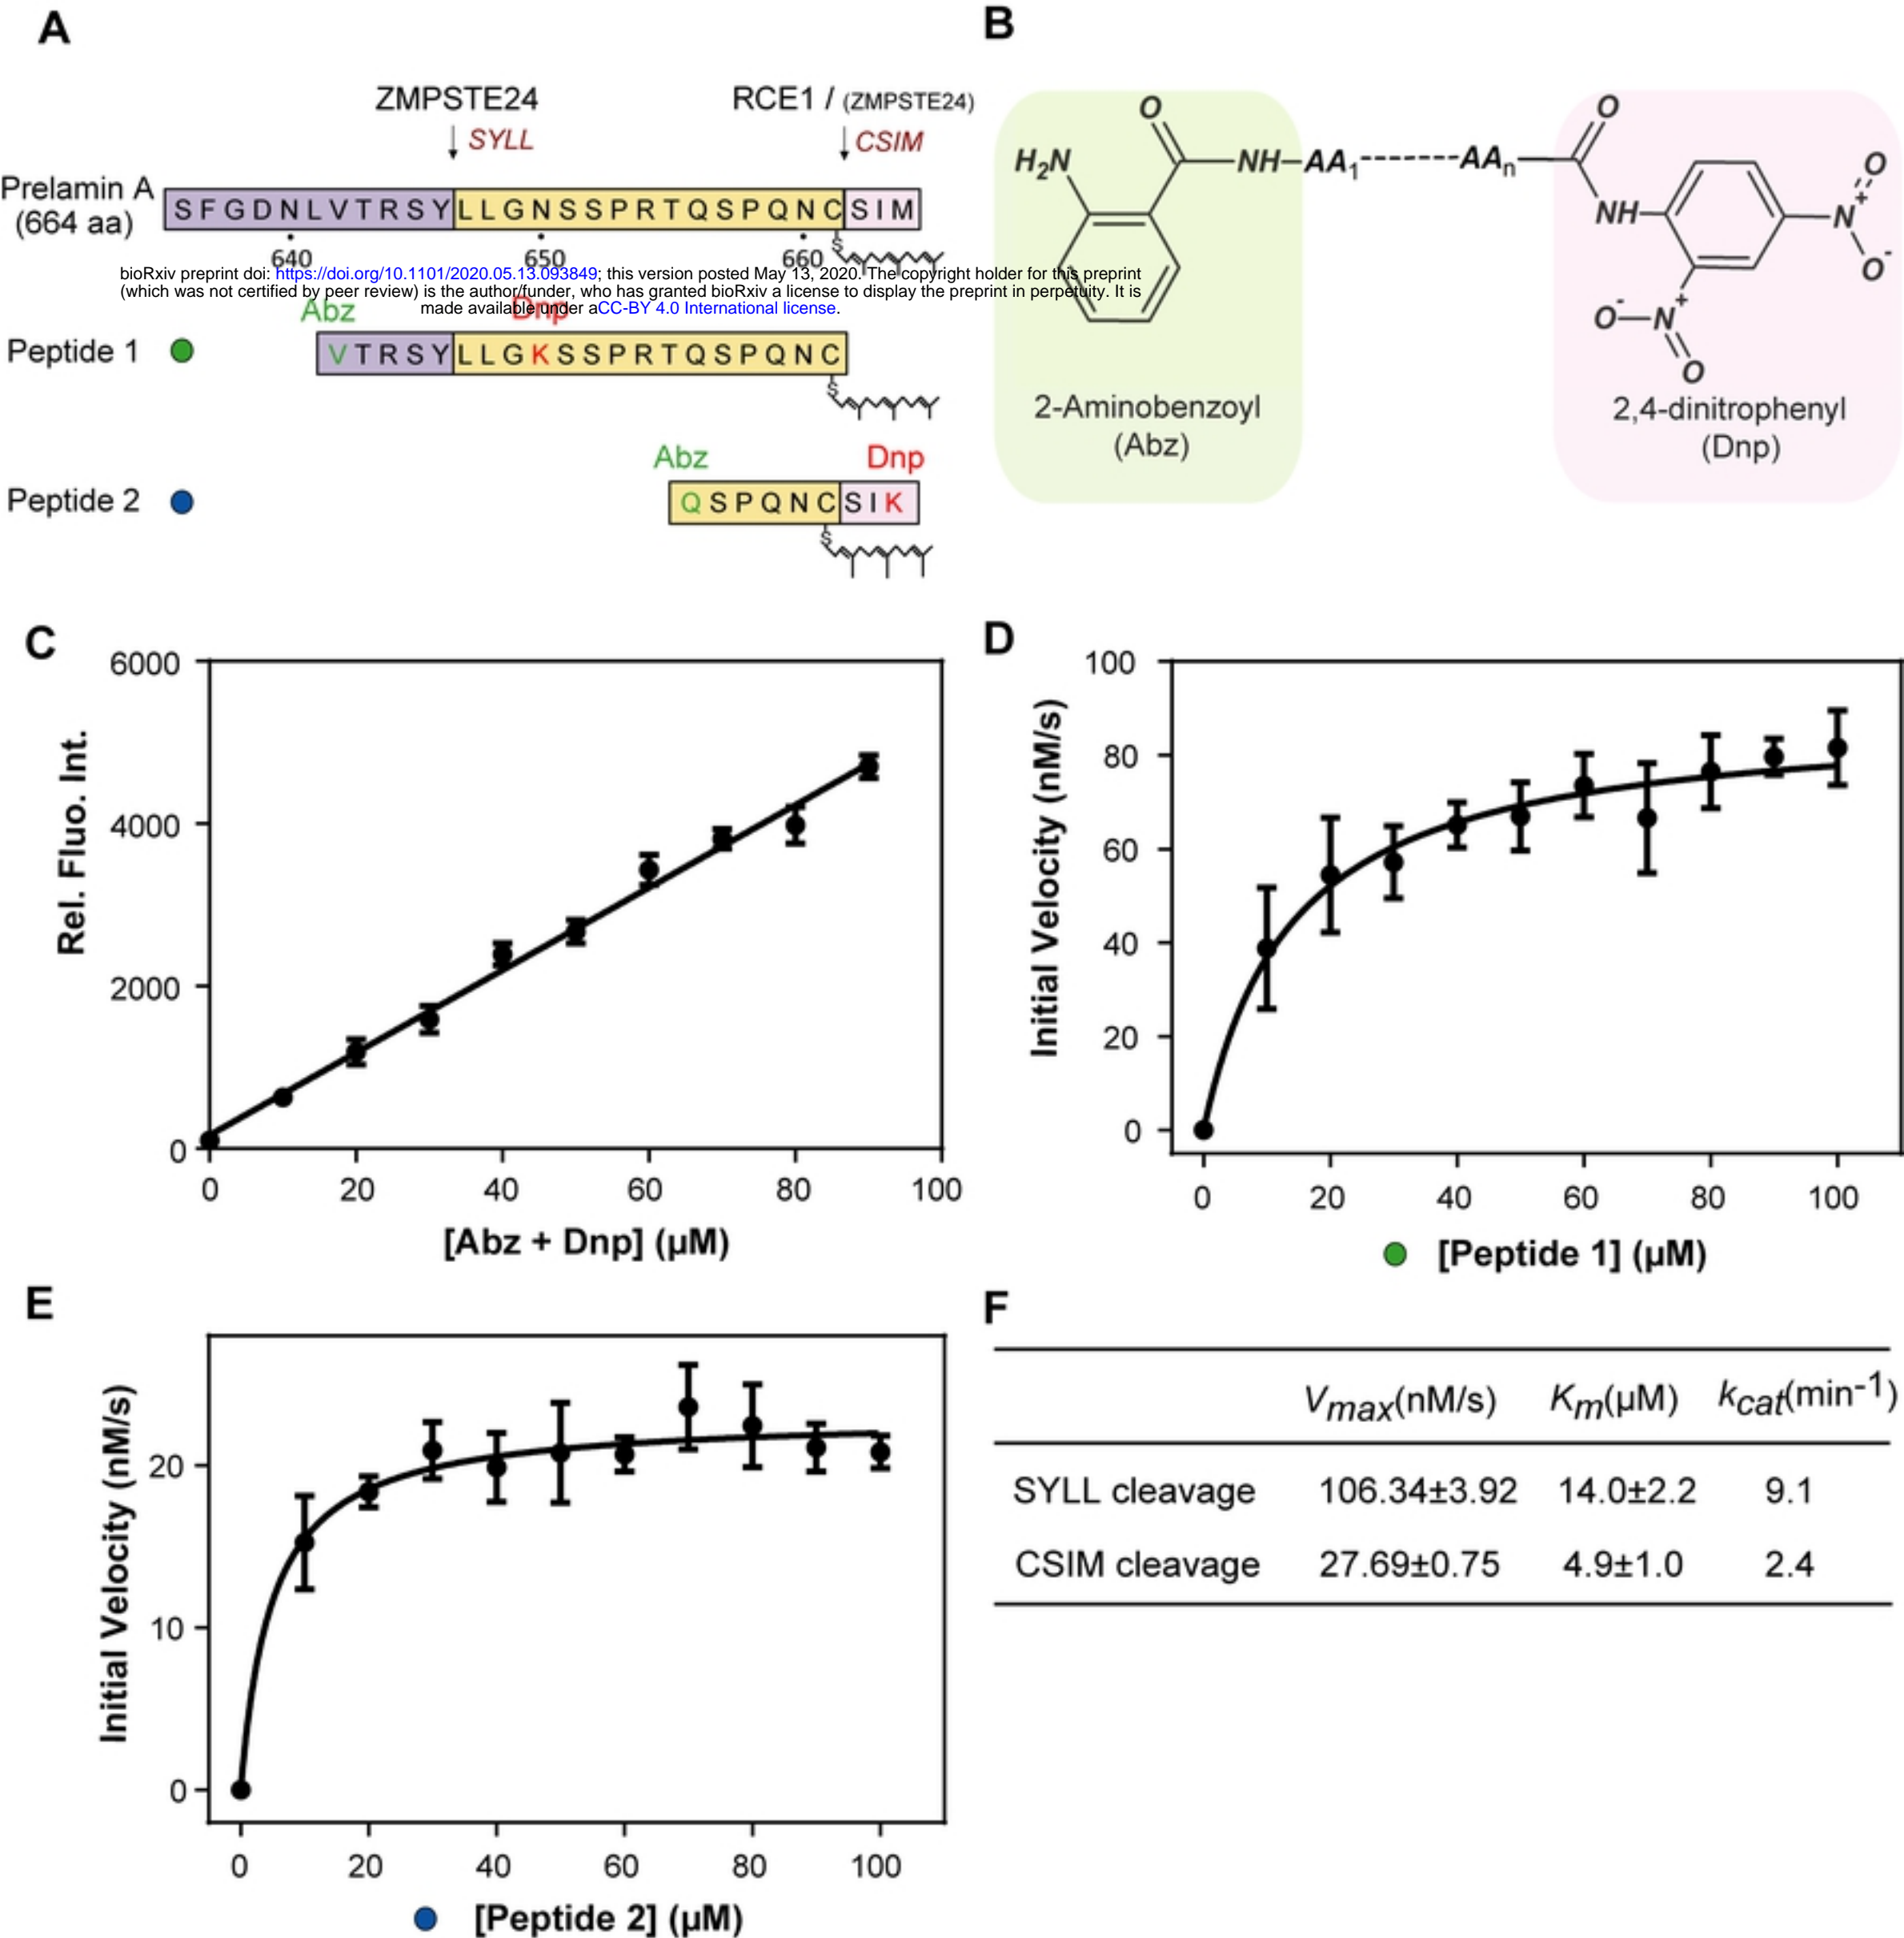 A
B
ZMPSTE24
RCE1 / (ZMPSTE24)
SYLL
CSIM
Prelamin A
(664 aa)
S F G D N L V T R S Y L L G N S S P R T Q S P Q N C S I M
S
640
650
660
bioRxiv preprint doi: https://doi.org/10.1101/2020.05.13.093849; this version posted May 13, 2020. The copyright holder for this preprint
(which was not certified by peer review) is the author/funder, who has granted bioRxiv a license to display the preprint in perpetuity. It is
made available under aCC-BY 4.0 International license.
Abz
Dnp
Peptide 1
V T R S Y L L G K S S P R T Q S P Q N C
S
Abz
Dnp
Peptide 2
Q S P Q N C S I K
S
O
H2N
NH–AA1------AAn
O
NH
N+
O
O-
O-
N+
O
2-Aminobenzoyl
(Abz)
2,4-dinitrophenyl
(Dnp)
C
6000
4000
2000
0
Rel. Fluo. Int.
0 20 40 60 80 100
[Abz + Dnp] (µM)
D
100
80
60
40
20
0
Initial Velocity (nM/s)
0 20 40 60 80 100
[Peptide 1] (µM)
E
20
10
0
Initial Velocity (nM/s)
0 20 40 60 80 100
[Peptide 2] (µM)
F
Vmax(nM/s) Km(µM) kcat(min-1)
SYLL cleavage 106.34±3.92 14.0±2.2 9.1
CSIM cleavage 27.69±0.75 4.9±1.0 2.4